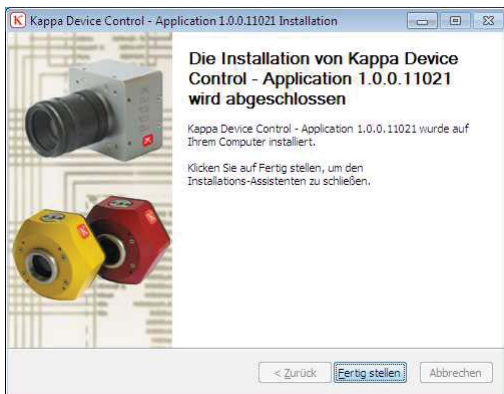 Kappa Device Control - Application 1.0.0.11021 Installation
Die Installation von Kappa Device
Control - Application 1.0.0.11021
wird abgeschlossen
Kappa Device Control - Application 1.0.0.11021 wurde auf
Ihrem Computer installiert.
Klicken Sie auf Fertig stellen, um den
Installations-Assistenten zu schließen.
kappa
< Zurück
Fertig stellen
Abbrechen